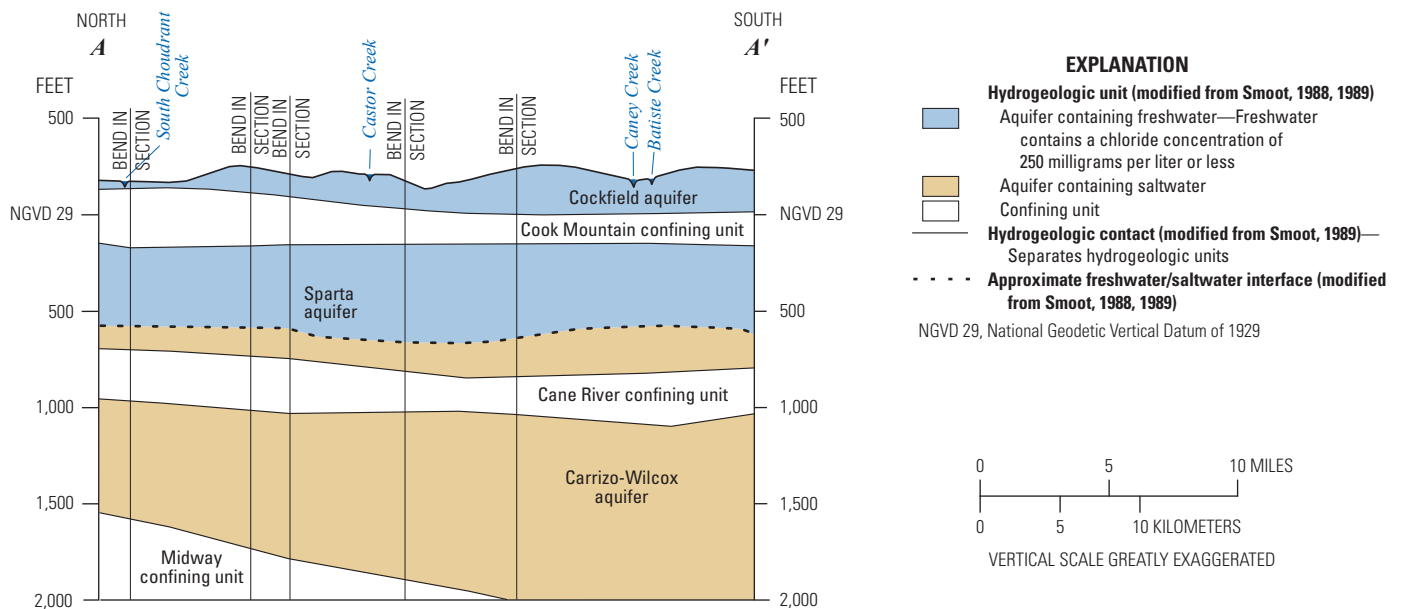 NORTH
A
SOUTH
A'
FEET
FEET
500
NGVD 29
500
1,000
1,500
2,000
500
NGVD 29
500
1,000
1,500
2,000
BEND IN
SECTION
South Choudrant
Creek
BEND IN
SECTION
BEND IN
SECTION
Castor Creek
BEND IN
SECTION
BEND IN
SECTION
Caney Creek
Batiste Creek
Cockfield aquifer
Cook Mountain confining unit
Sparta
aquifer
Cane River confining unit
Carrizo-Wilcox
aquifer
Midway
confining unit
EXPLANATION
Hydrogeologic unit (modified from Smoot, 1988, 1989)
Aquifer containing freshwater—Freshwater
contains a chloride concentration of
250 milligrams per liter or less
Aquifer containing saltwater
Confining unit
Hydrogeologic contact (modified from Smoot, 1989)—
Separates hydrogeologic units
Approximate freshwater/saltwater interface (modified
from Smoot, 1988, 1989)
NGVD 29, National Geodetic Vertical Datum of 1929
0 5 10 MILES
0 5 10 KILOMETERS
VERTICAL SCALE GREATLY EXAGGERATED